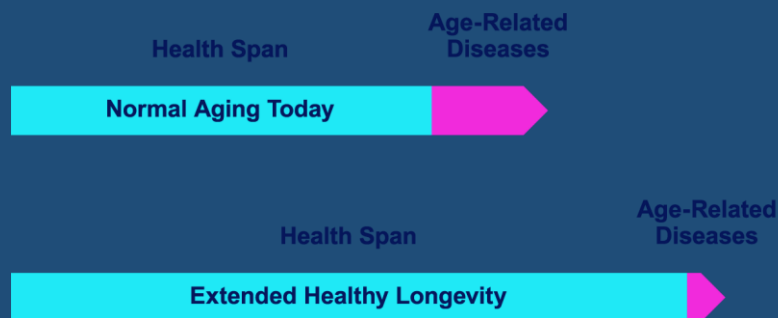 Health Span
Age-Related
Diseases
Normal Aging Today
Health Span
Age-Related
Diseases
Extended Healthy Longevity